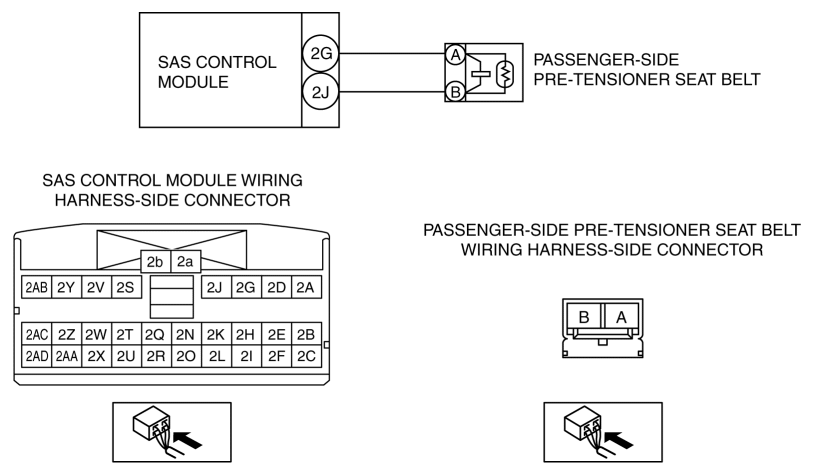 SAS CONTROL
MODULE
2G
2J
A
B
PASSENGER-SIDE
PRE-TENSIONER SEAT BELT
SAS CONTROL MODULE WIRING
HARNESS-SIDE CONNECTOR
2b 2a
2AB 2Y 2V 2S 2J 2G 2D 2A
2AC 2Z 2W 2T 2Q 2N 2K 2H 2E 2B
2AD 2AA 2X 2U 2R 2O 2L 2I 2F 2C
PASSENGER-SIDE PRE-TENSIONER SEAT BELT
WIRING HARNESS-SIDE CONNECTOR
B A